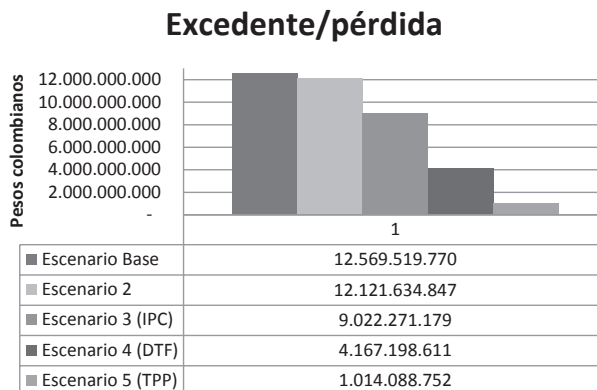 Excedente/pérdida
Pesos colombianos
12.000.000.000
10.000.000.000
8.000.000.000
6.000.000.000
4.000.000.000
2.000.000.000
-
1
Escenario Base 12.569.519.770
Escenario 2 12.121.634.847
Escenario 3 (IPC) 9.022.271.179
Escenario 4 (DTF) 4.167.198.611
Escenario 5 (TPP) 1.014.088.752